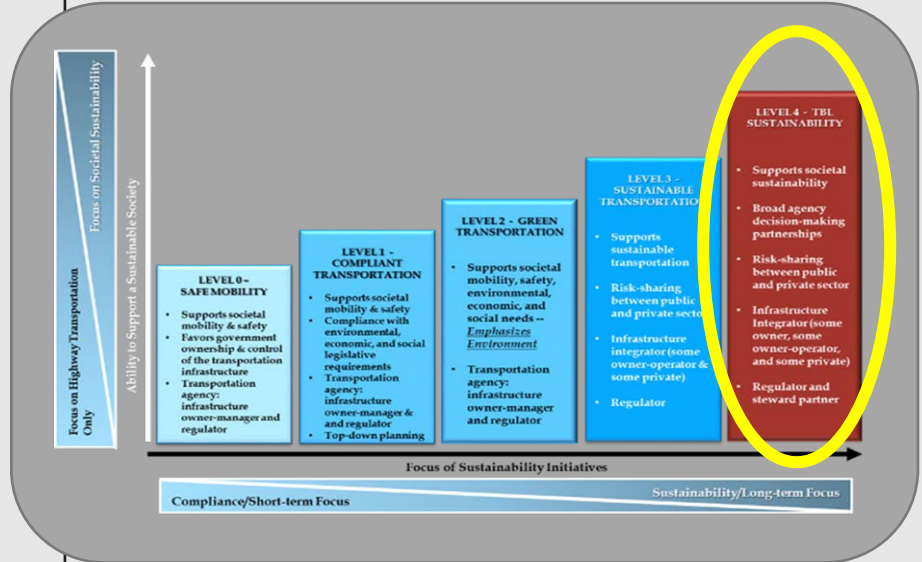 Focus on Societal Sustainability
Focus on Highway Transportation
Only
Ability to Support a Sustainable Society
LEVEL 0 –
SAFE MOBILITY
• Supports societal
mobility & safety
• Favors government
ownership & control
of the transportation
infrastructure
• Transportation
agency:
infrastructure
owner-manager and
regulator
LEVEL 1 -
COMPLIANT
TRANSPORTATION
• Supports societal
mobility & safety
• Compliance with
environmental,
economic, and social
legislative
requirements
• Transportation
agency:
infrastructure
owner-manager &
and regulator
• Top-down planning
LEVEL 2 - GREEN
TRANSPORTATION
• Supports societal
mobility, safety,
environmental,
economic, and
social needs --
Emphasizes
Environment
• Transportation
agency:
infrastructure
owner-manager
and regulator
LEVEL 3 -
SUSTAINABLE
TRANSPORTATION
• Supports
sustainable
transportation
• Risk-sharing
between public
and private secto
• Infrastructure
integrator (some
owner-operator &
some private)
• Regulator
LEVEL 4 - TBL
SUSTAINABILITY
• Supports societal
sustainability
• Broad agency
decision-making
partnerships
• Risk-sharing
between public
and private sector
• Infrastructure
Integrator (some
owner, some
owner-operator,
and some private)
• Regulator and
steward partner
Focus of Sustainability Initiatives
Compliance/Short-term Focus
Sustainability/Long-term Focus